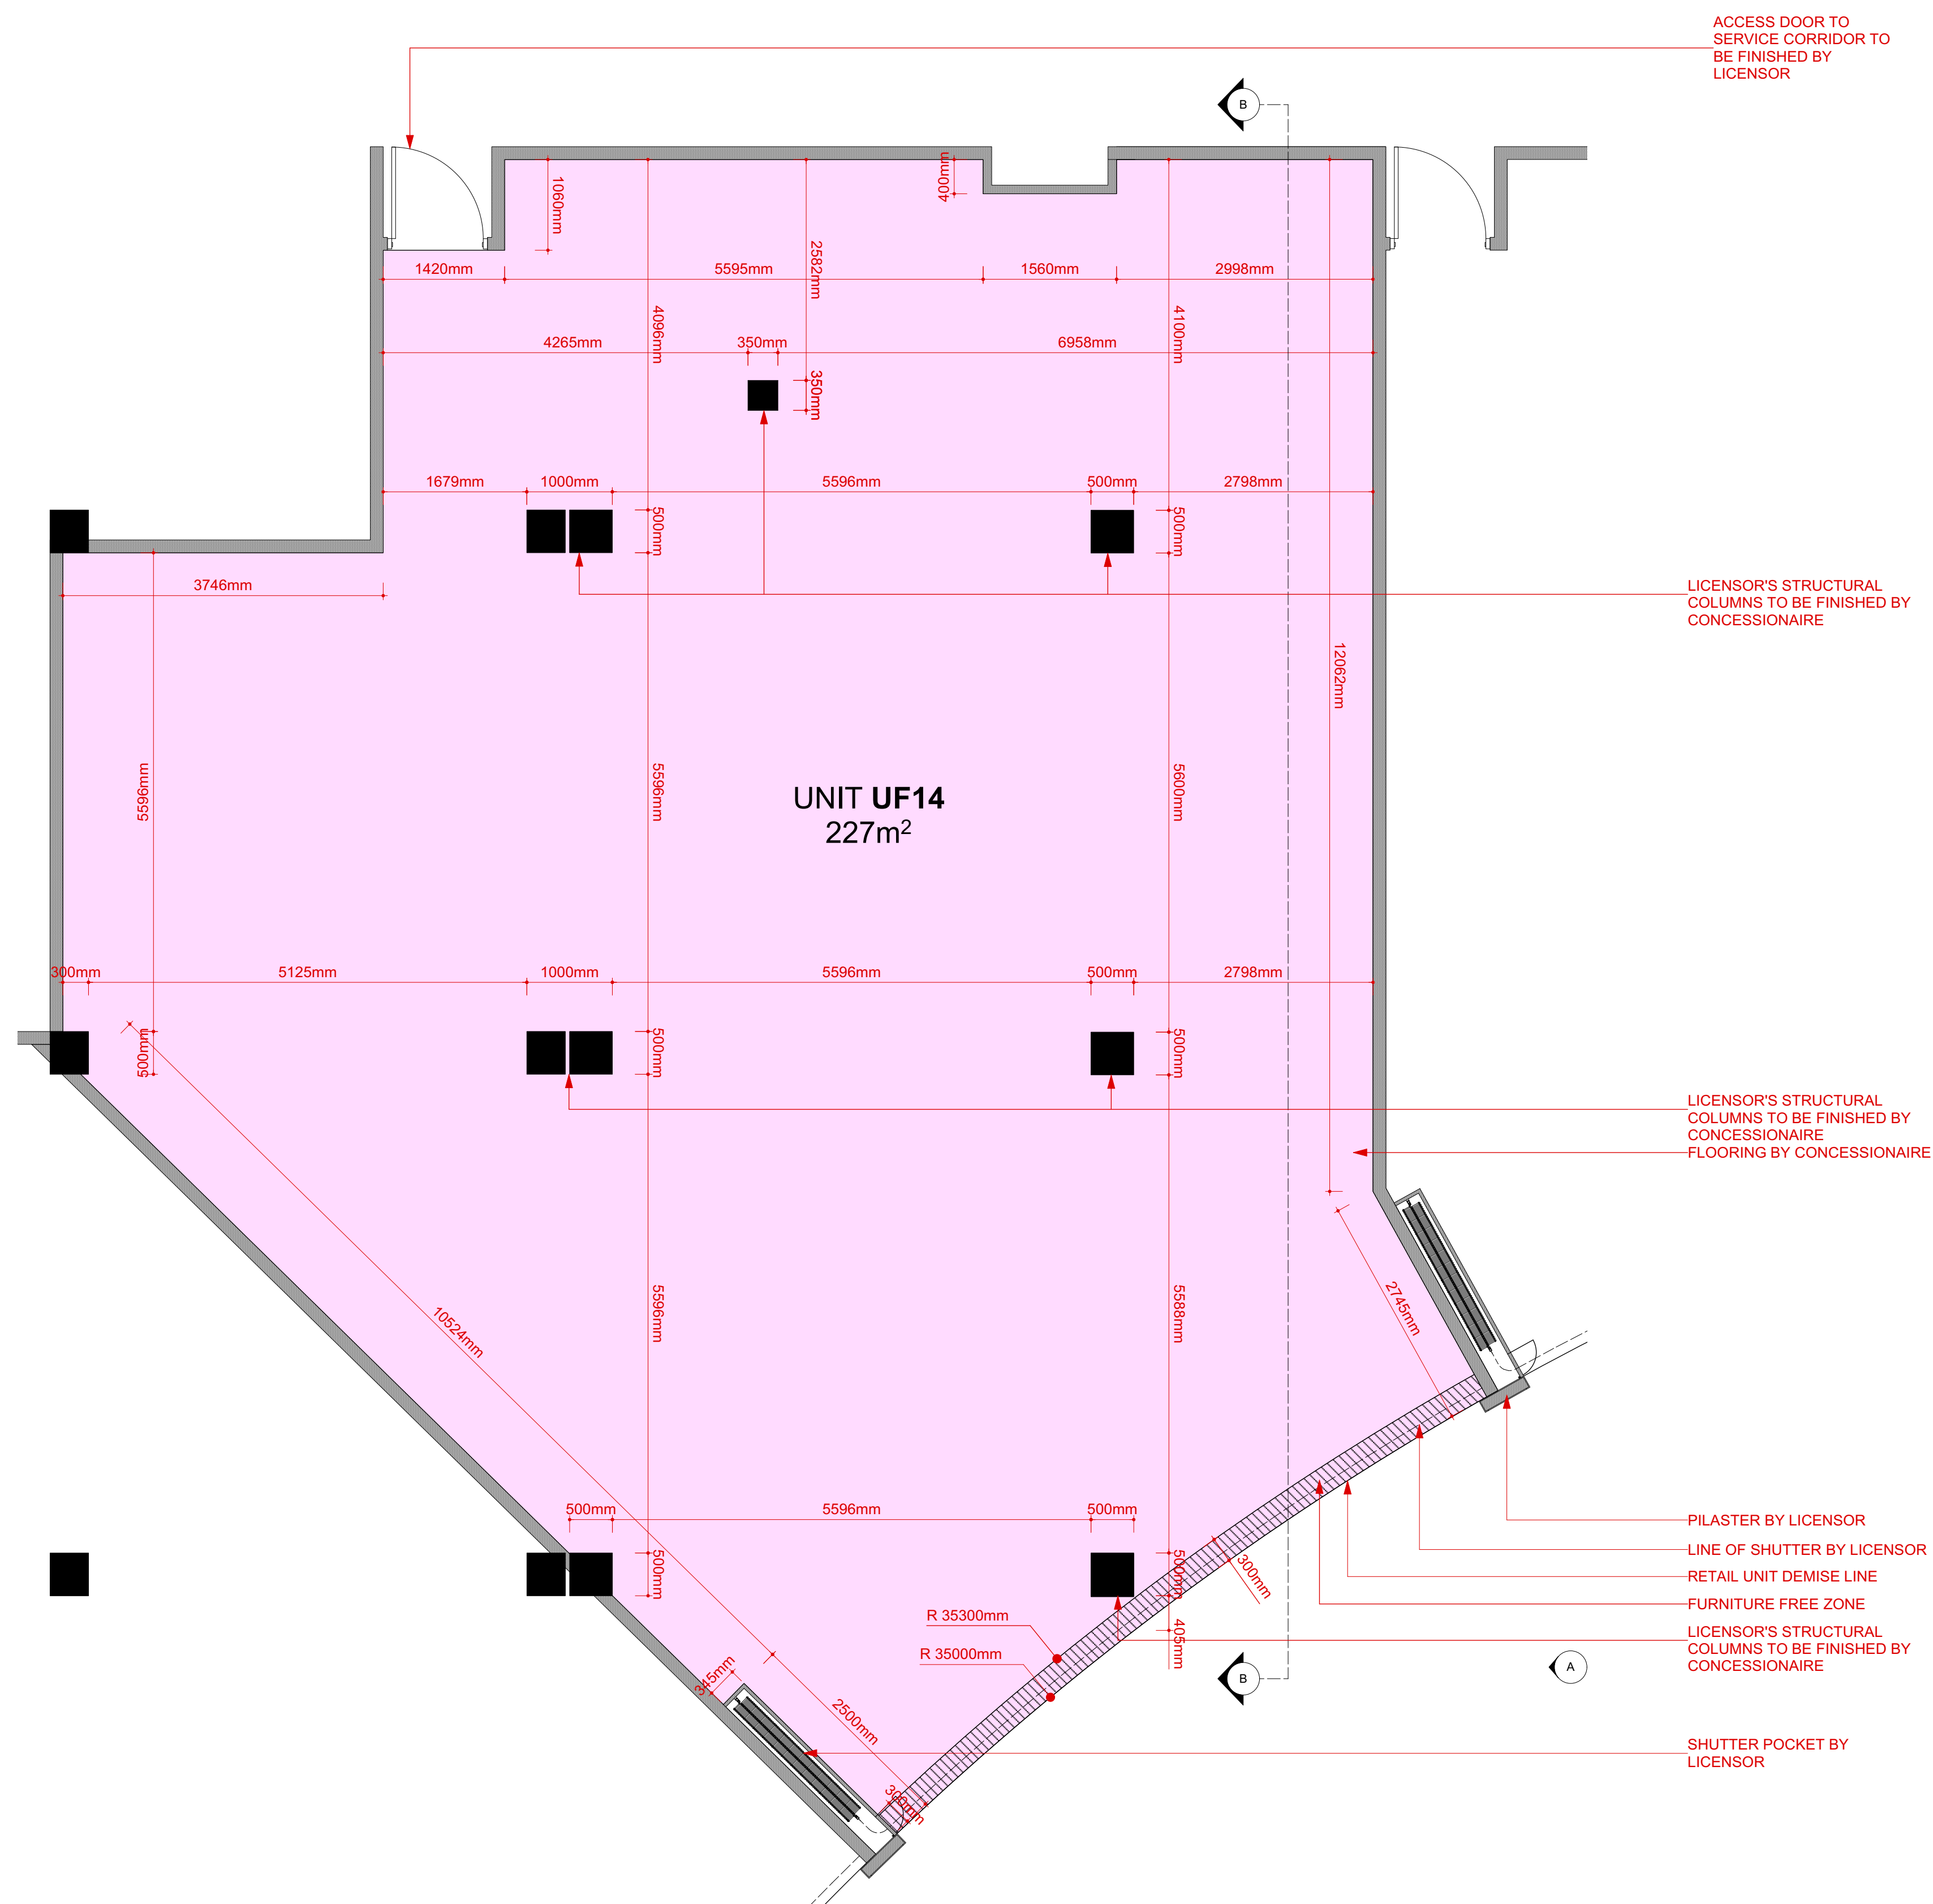 ACCESS DOOR TO
SERVICE CORRIDOR TO
BE FINISHED BY
LICENSOR
B
400mm
1060mm
2582mm
1420mm
5595mm
1560mm
2998mm
4096mm
4100mm
4265mm
350mm
6958mm
350mm
1679mm
1000mm
5596mm
500mm
2798mm
500mm
500mm
3746mm
LICENSOR'S STRUCTURAL
COLUMNS TO BE FINISHED BY
CONCESSIONAIRE
12062mm
5596mm
5596mm
5600mm
UNIT UF14
227m²
300mm
5125mm
1000mm
5596mm
500mm
2798mm
500mm
500mm
500mm
LICENSOR'S STRUCTURAL
COLUMNS TO BE FINISHED BY
CONCESSIONAIRE
FLOORING BY CONCESSIONAIRE
10524mm
5596mm
5588mm
2745mm
500mm
5596mm
500mm
PILASTER BY LICENSOR
LINE OF SHUTTER BY LICENSOR
500mm
500mm
300mm
RETAIL UNIT DEMISE LINE
FURNITURE FREE ZONE
R 35300mm
405mm
LICENSOR'S STRUCTURAL
COLUMNS TO BE FINISHED BY
CONCESSIONAIRE
R 35000mm
345mm
B
A
2500mm
SHUTTER POCKET BY
LICENSOR
300mm